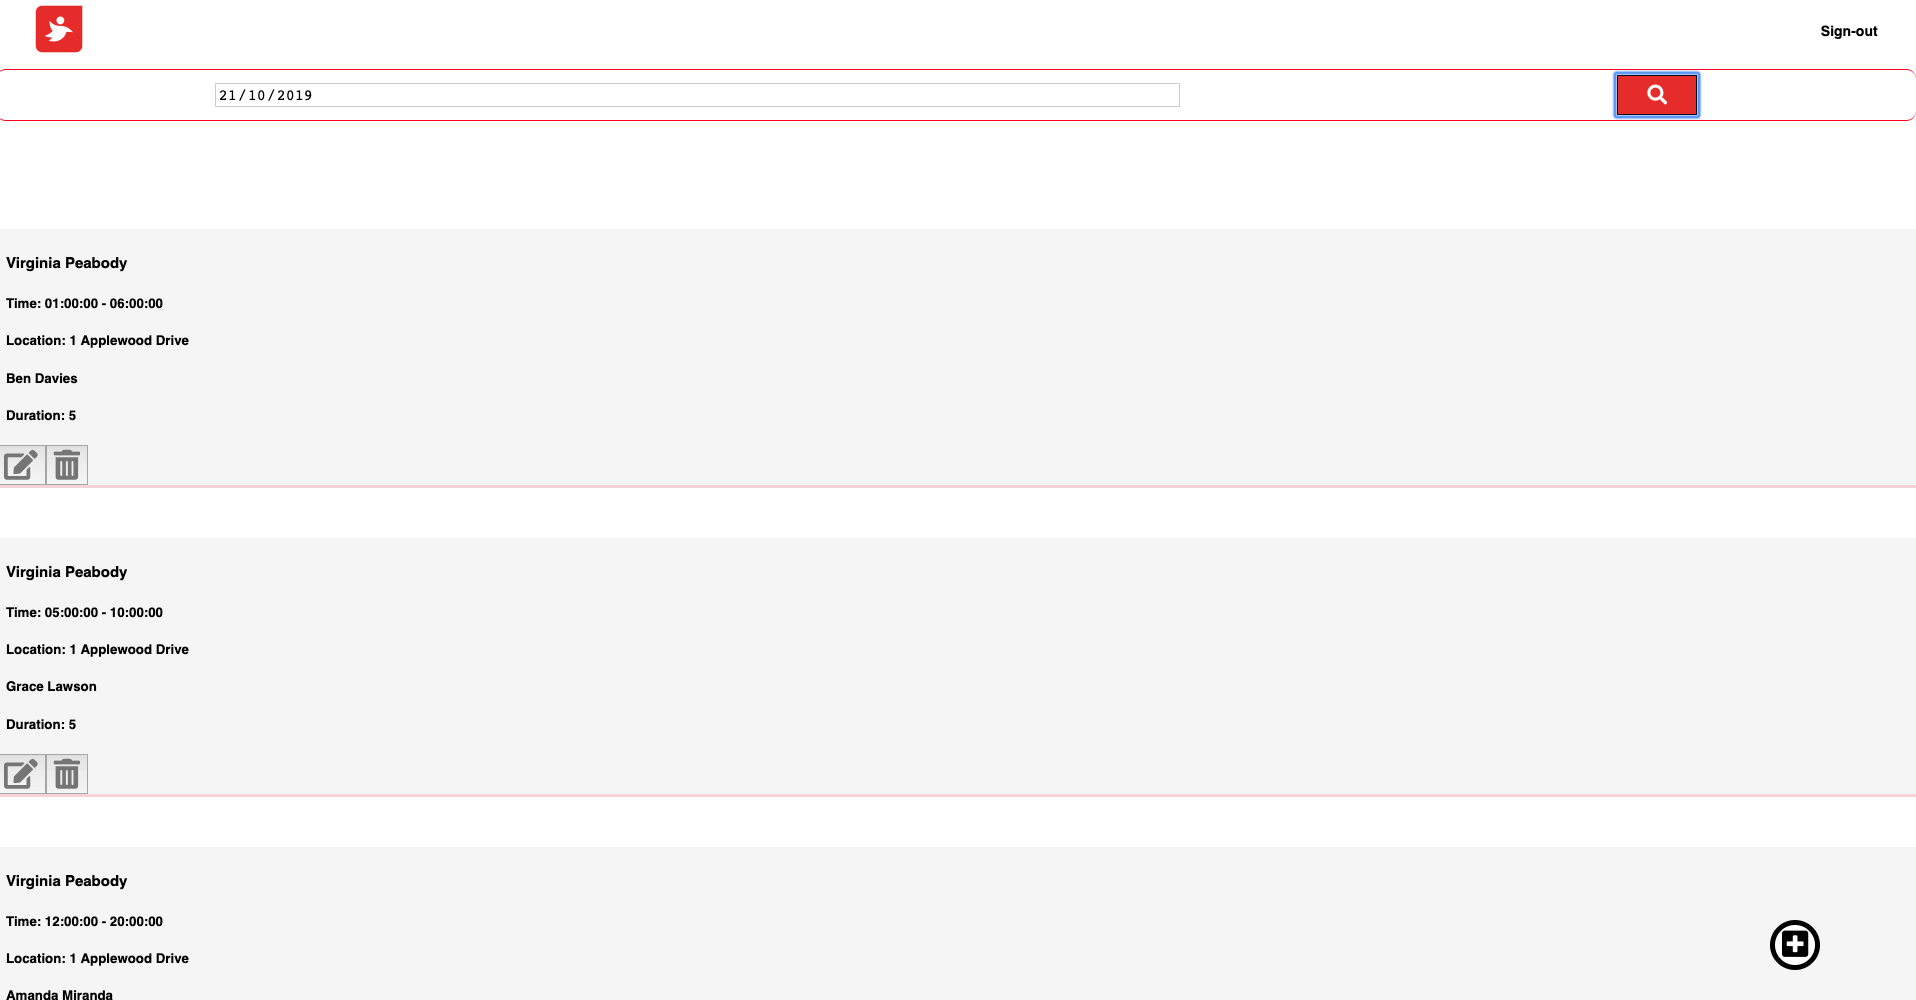 Sign-out
21/10/2019
Virginia Peabody
Time: 01:00:00 - 06:00:00
Location: 1 Applewood Drive
Ben Davies
Duration: 5
Virginia Peabody
Time: 05:00:00 - 10:00:00
Location: 1 Applewood Drive
Grace Lawson
Duration: 5
Virginia Peabody
Time: 12:00:00 - 20:00:00
Location: 1 Applewood Drive
Amanda Miranda